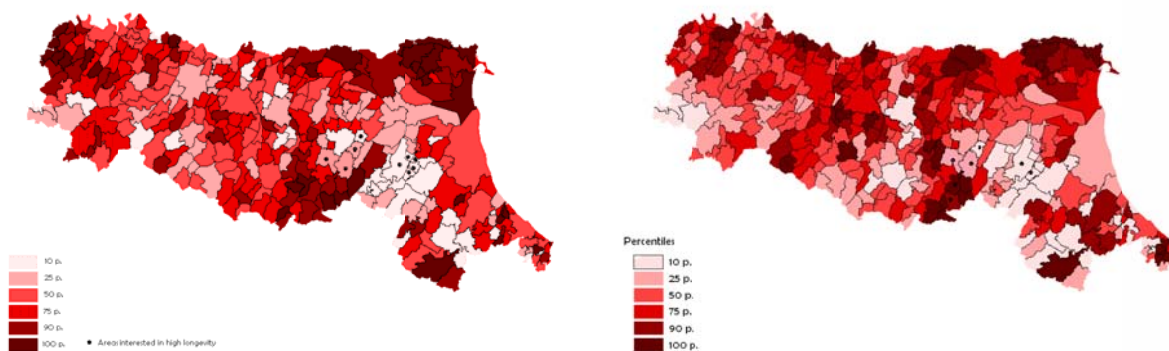 10 p.
25 p.
50 p.
75 p.
90 p.
100 p.
Area: interested in high longevity
Percentiles
10 p.
25 p.
50 p.
75 p.
90 p.
100 p.